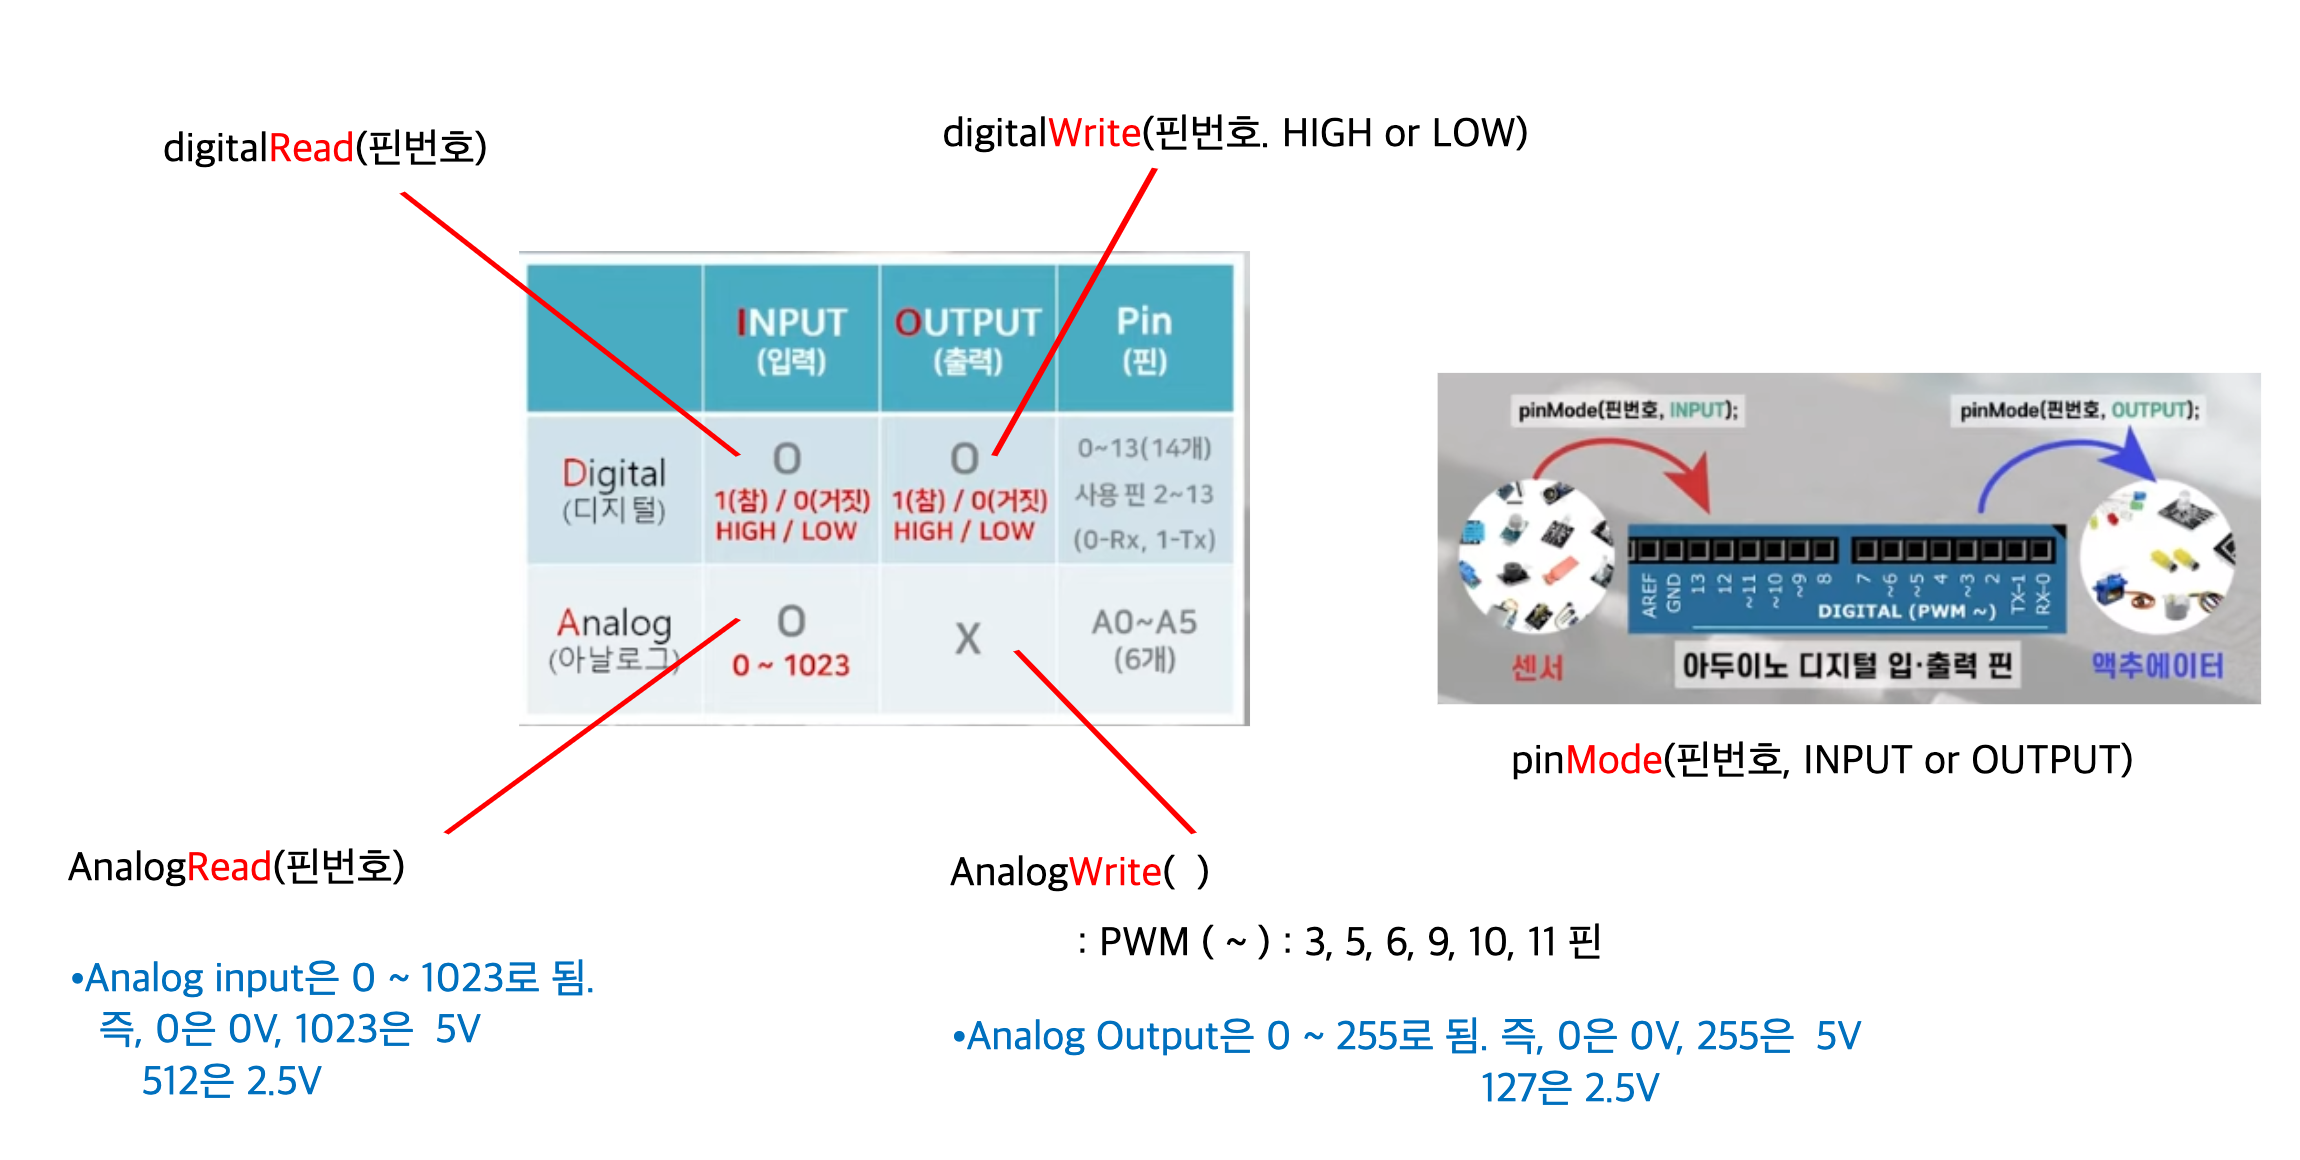 digitalRead(핀번호)
digitalWrite(핀번호. HIGH or LOW)
INPUT
(입력)
OUTPUT
(출력)
Pin
(핀)
Digital
(디지털)
O
1(참) / 0(거짓)
HIGH / LOW
O
1(참) / 0(거짓)
HIGH / LOW
0~13(14개)
사용 핀 2~13
(0-Rx, 1-Tx)
Analog
(아날로그)
O
0 ~ 1023
X
A0~A5
(6개)
pinMode(핀번호, INPUT);
pinMode(핀번호, OUTPUT);
AREF
GND
13
12
~11
~10
~9
8
7
~6
~5
4
~3
2
TX-1
RX-0
DIGITAL (PWM ~)
센서
아두이노 디지털 입·출력 핀
액추에이터
pinMode(핀번호, INPUT or OUTPUT)
AnalogRead(핀번호)
•Analog input은 0 ~ 1023로 됨.
즉, 0은 0V, 1023은  5V
512은 2.5V
AnalogWrite(  )
: PWM ( ~ ) : 3, 5, 6, 9, 10, 11 핀
•Analog Output은 0 ~ 255로 됨. 즉, 0은 0V, 255은  5V
127은 2.5V